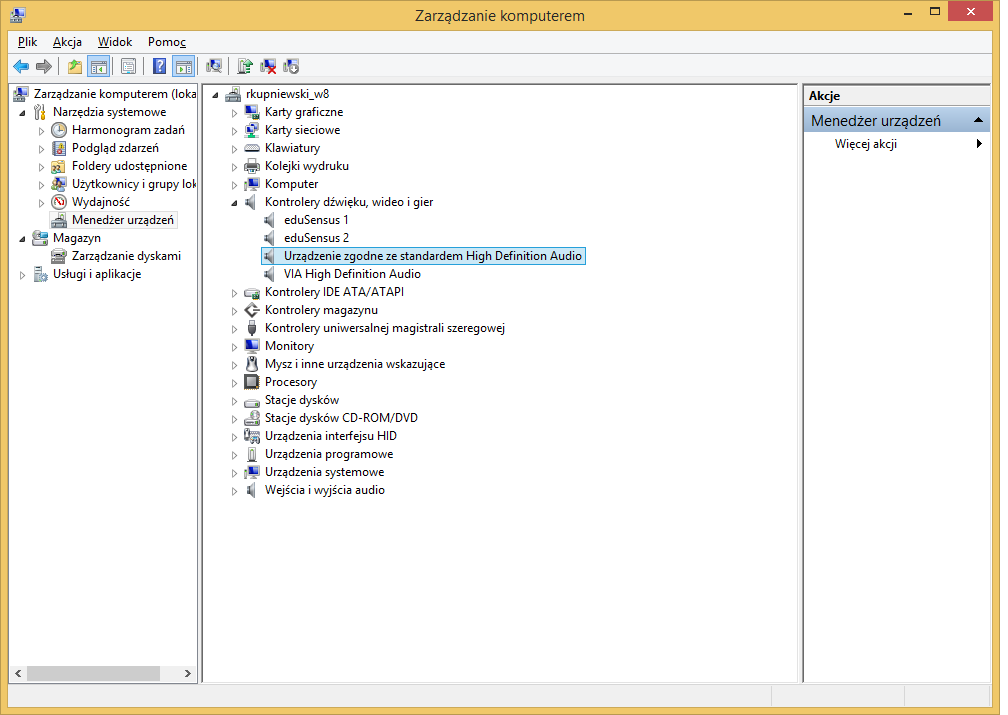 Zarządzanie komputerem
Plik Akcja Widok Pomoc
Zarządzanie komputerem (loka
Narzędzia systemowe
Harmonogram zadań
Podgląd zdarzeń
Foldery udostępnione
Użytkownicy i grupy lok
Wydajność
Menedżer urządzeń
Magazyn
Zarządzanie dyskami
Usługi i aplikacje
rkupniewski_w8
Karty graficzne
Karty sieciowe
Klawiatury
Kolejki wydruku
Komputer
Kontrolery dźwięku, wideo i gier
eduSensus 1
eduSensus 2
Urządzenie zgodne ze standardem High Definition Audio
VIA High Definition Audio
Kontrolery IDE ATA/ATAPI
Kontrolery magazynu
Kontrolery uniwersalnej magistrali szeregowej
Monitory
Mysz i inne urządzenia wskazujące
Procesory
Stacje dysków
Stacje dysków CD-ROM/DVD
Urządzenia interfejsu HID
Urządzenia programowe
Urządzenia systemowe
Wejścia i wyjścia audio
Akcje
Menedżer urządzeń
Więcej akcji